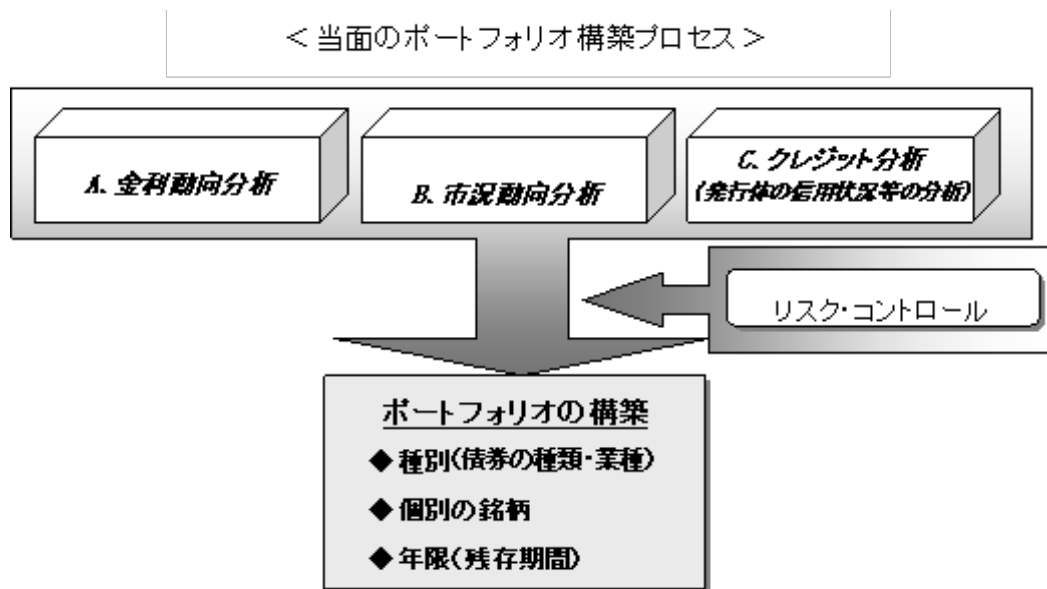 ＜当面のポートフォリオ構築プロセス＞
A. 金利動向分析
B. 市況動向分析
C. クレジット分析
(発行体の信用状況等の分析)
リスク・コントロール
ポートフォリオの構築
◆種別(債券の種類・業種)
◆個別の銘柄
◆年限(残存期間)